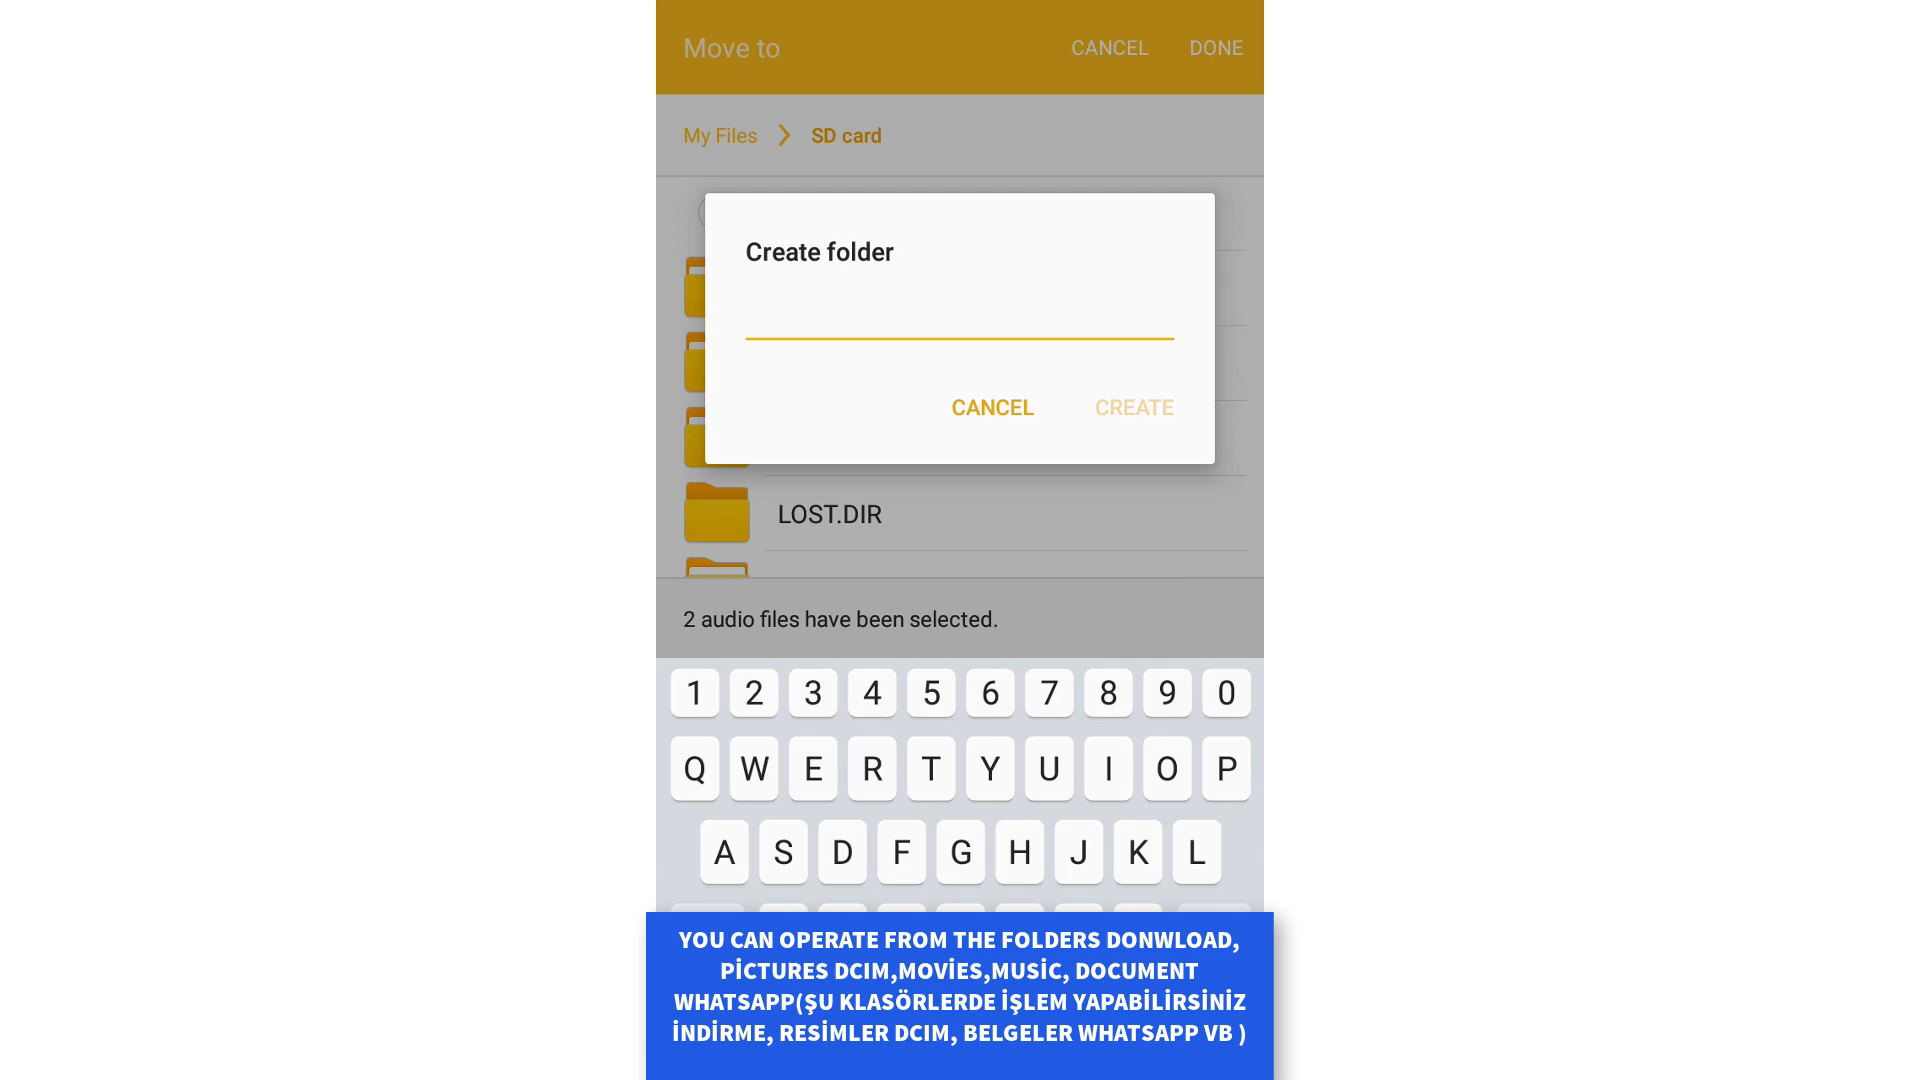 Move to CANCEL DONE
My Files SD card
Create folder
CANCEL CREATE
LOST.DIR
2 audio files have been selected.
1 2 3 4 5 6 7 8 9 0
Q W E R T Y U I O P
A S D F G H J K L
YOU CAN OPERATE FROM THE FOLDERS DONWLOAD,
PİCTURES DCIM,MOVİES,MUSİC, DOCUMENT
WHATSAPP(ŞU KLASÖRLERDE İŞLEM YAPABİLİRSİNİZ
İNDİRME, RESİMLER DCIM, BELGELER WHATSAPP VB )